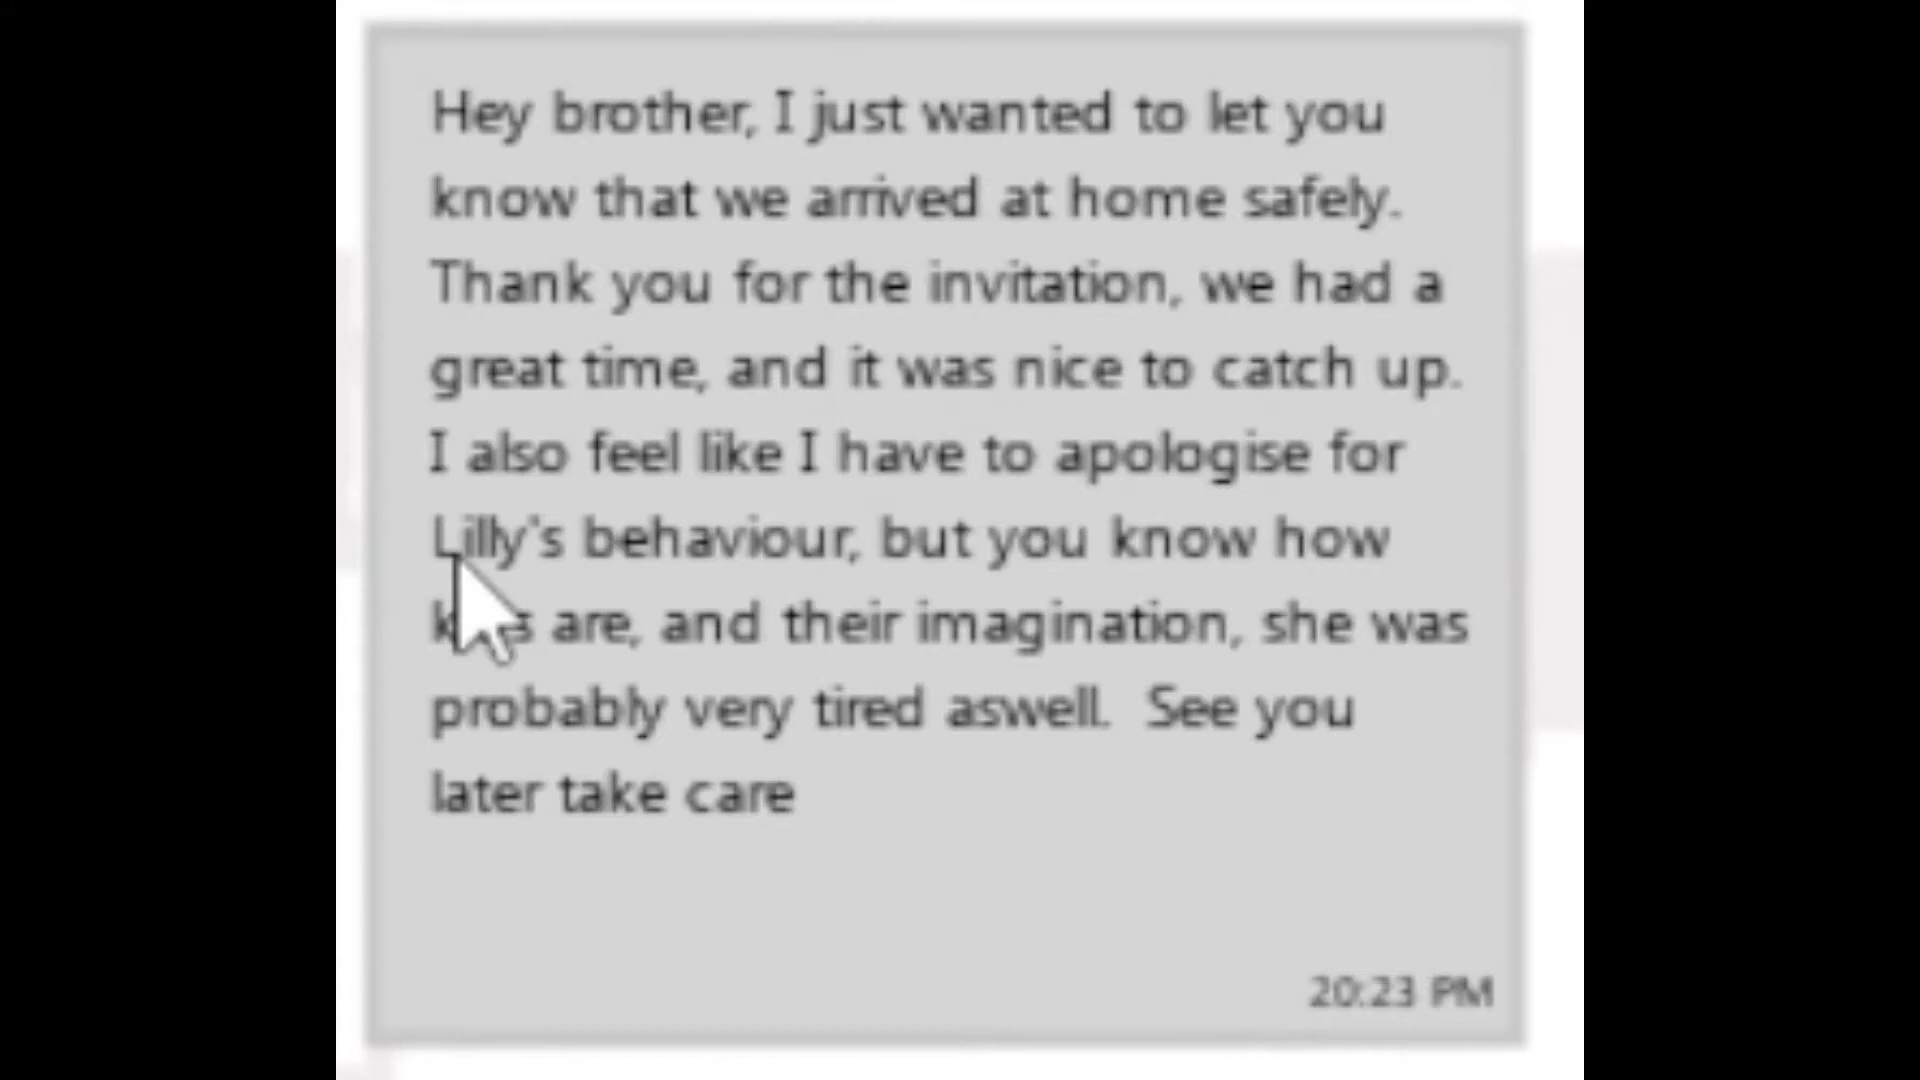 Hey brother, I just wanted to let you
know that we arrived at home safely.
Thank you for the invitation, we had a
great time, and it was nice to catch up.
I also feel like I have to apologise for
Lilly's behaviour, but you know how
are, and their imagination, she was
probably very tired aswell. See you
later take care
20:23 PM